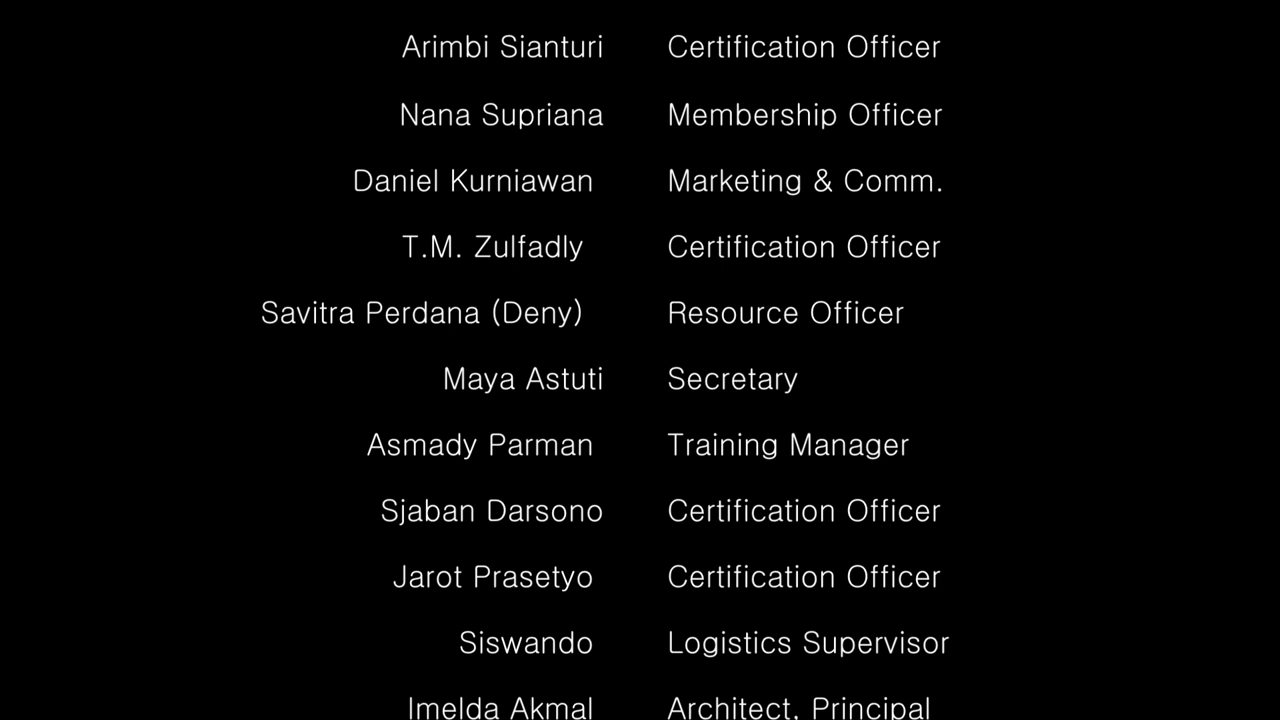 Arimbi Sianturi Certification Officer
Nana Supriana Membership Officer
Daniel Kurniawan Marketing & Comm.
T.M. Zulfadly Certification Officer
Savitra Perdana (Deny) Resource Officer
Maya Astuti Secretary
Asmady Parman Training Manager
Sjaban Darsono Certification Officer
Jarot Prasetyo Certification Officer
Siswando Logistics Supervisor
Imelda Akmal Architect, Principal